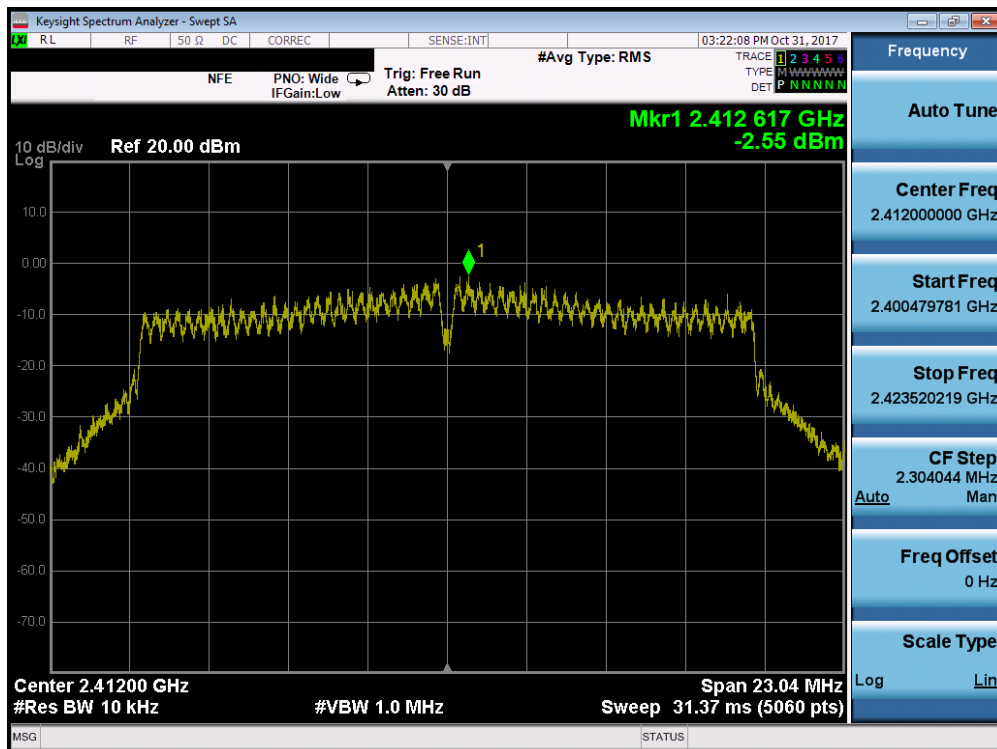 Keysight Spectrum Analyzer - Swept SA
LXI RL RF 50 Ω DC CORREC SENSE:INT 03:22:08 PM Oct 31, 2017
#Avg Type: RMS TRACE 1 2 3 4 5 6
NFE PNO: Wide Trig: Free Run TYPE M WWWWW
IFGain:Low Atten: 30 dB DET P N N N N N
Mkr1 2.412 617 GHz
-2.55 dBm
10 dB/div Ref 20.00 dBm
Log
10.0
1
0.00
-10.0
-20.0
-30.0
-40.0
-50.0
-60.0
-70.0
Center 2.41200 GHz Span 23.04 MHz
#Res BW 10 kHz #VBW 1.0 MHz Sweep 31.37 ms (5060 pts)
MSG STATUS
Frequency
Auto Tune
Center Freq
2.412000000 GHz
Start Freq
2.400479781 GHz
Stop Freq
2.423520219 GHz
CF Step
2.304044 MHz
Auto Man
Freq Offset
0 Hz
Scale Type
Log Lin